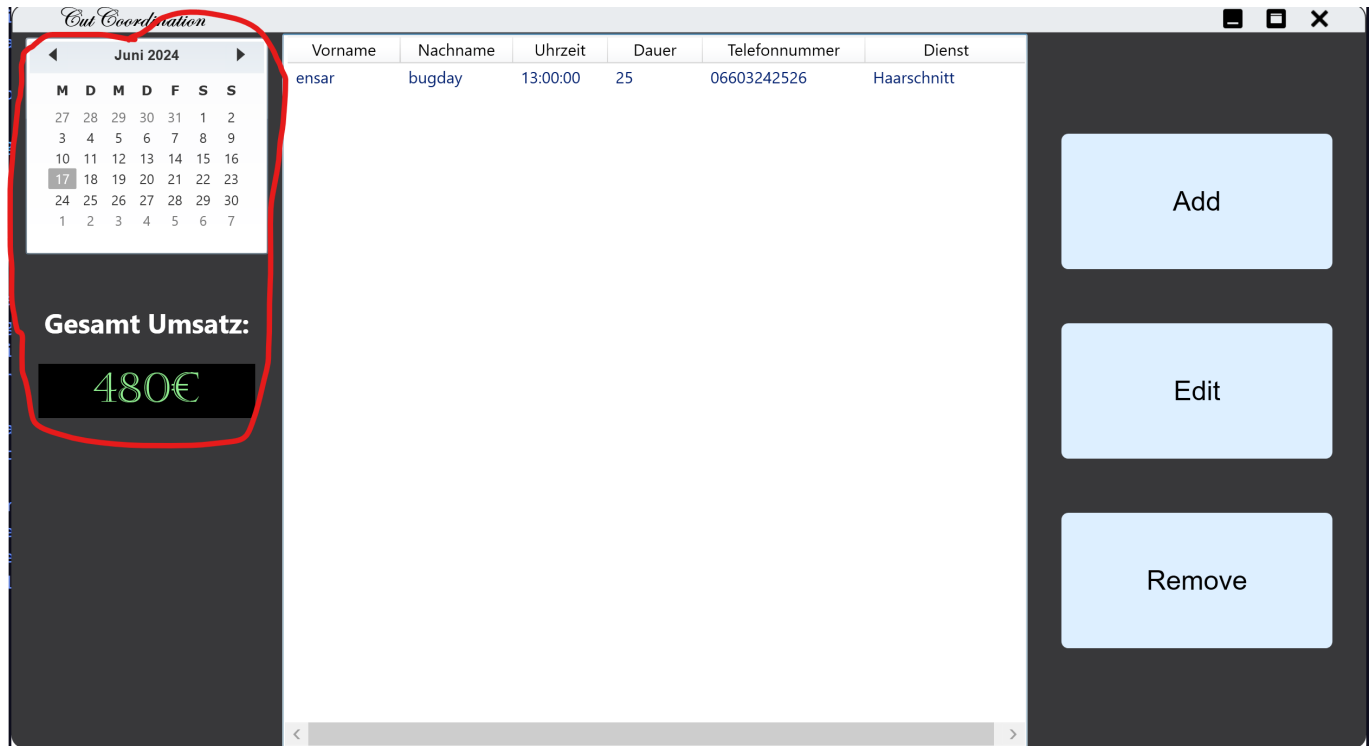 Cut Coordination
Juni 2024
M D M D F S S
27 28 29 30 31 1 2
3 4 5 6 7 8 9
10 11 12 13 14 15 16
17 18 19 20 21 22 23
24 25 26 27 28 29 30
1 2 3 4 5 6 7
Gesamt Umsatz:
480€
Vorname Nachname Uhrzeit Dauer Telefonnummer Dienst
ensar bugday 13:00:00 25 06603242526 Haarschnitt
Add
Edit
Remove